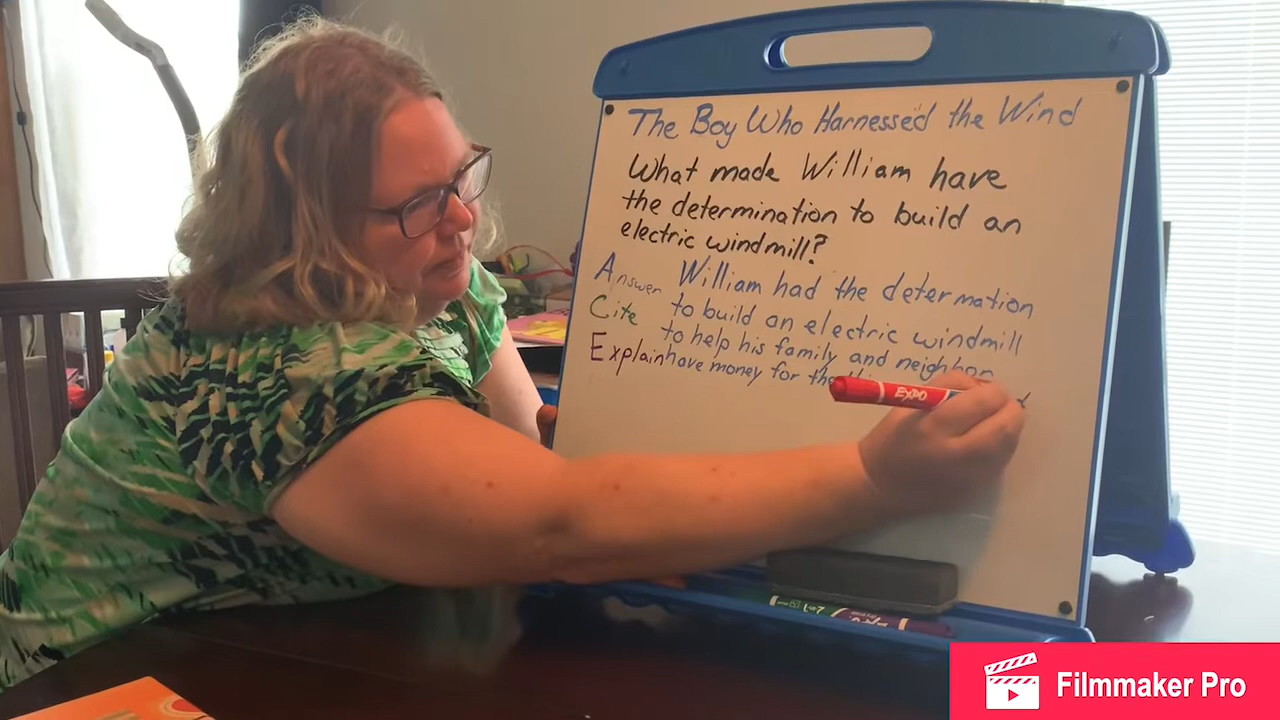 The Boy Who Harnessed the Wind
What made William have
the determination to build an
electric windmill?
Answer William had the determation
Cite to build an electric windmill
to help his family and neighbor
Explain have money for the
EXPO
EXPO
Filmmaker Pro